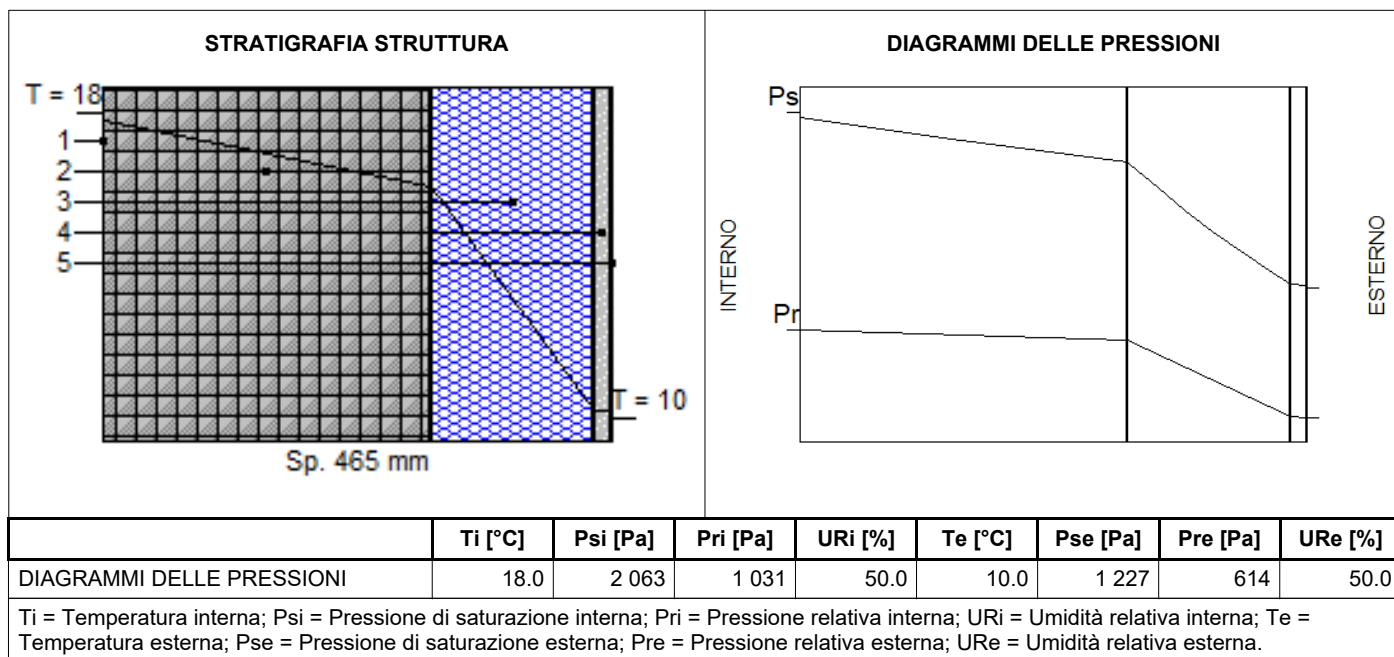 STRATIGRAFIA STRUTTURA
T = 18
1
2
3
4
5
T = 10
Sp. 465 mm
DIAGRAMMI DELLE PRESSIONI
Ps
Pr
INTERNO
ESTERNO
Ti [°C] Psi [Pa] Pri [Pa] URi [%] Te [°C] Pse [Pa] Pre [Pa] URe [%]
DIAGRAMMI DELLE PRESSIONI 18.0 2 063 1 031 50.0 10.0 1 227 614 50.0
Ti = Temperatura interna; Psi = Pressione di saturazione interna; Pri = Pressione relativa interna; URi = Umidità relativa interna; Te =
Temperatura esterna; Pse = Pressione di saturazione esterna; Pre = Pressione relativa esterna; URe = Umidità relativa esterna.